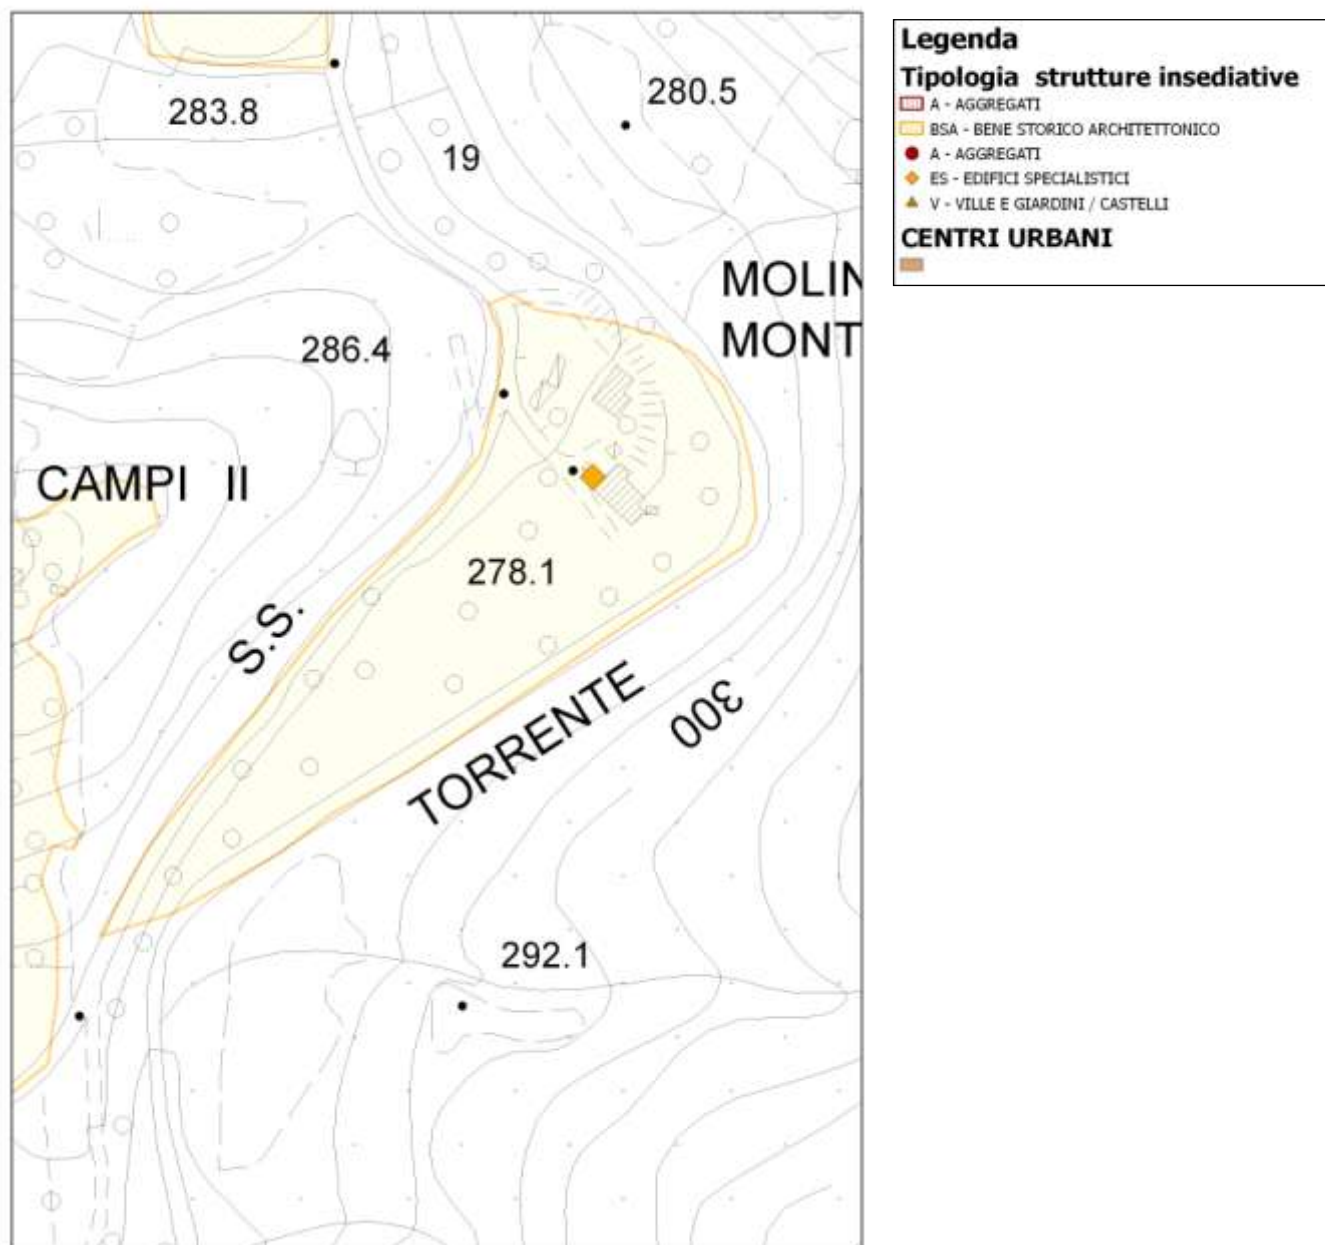 283.8
280.5
19
MOLIN
MONT
286.4
CAMPI II
278.1
S.S.
TORRENTE
300
292.1
Legenda
Tipologia strutture insediative
A - AGGREGATI
BSA - BENE STORICO ARCHITETTONICO
A - AGGREGATI
ES - EDIFICI SPECIALISTICI
V - VILLE E GIARDINI / CASTELLI
CENTRI URBANI